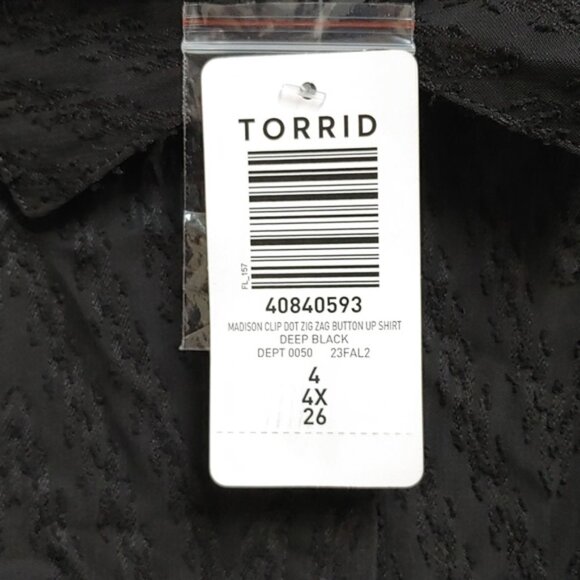 TORRID
FL_157
40840593
MADISON CLIP DOT ZIG ZAG BUTTON UP SHIRT
DEEP BLACK
DEPT 0050 23FAL2
4
4X
26